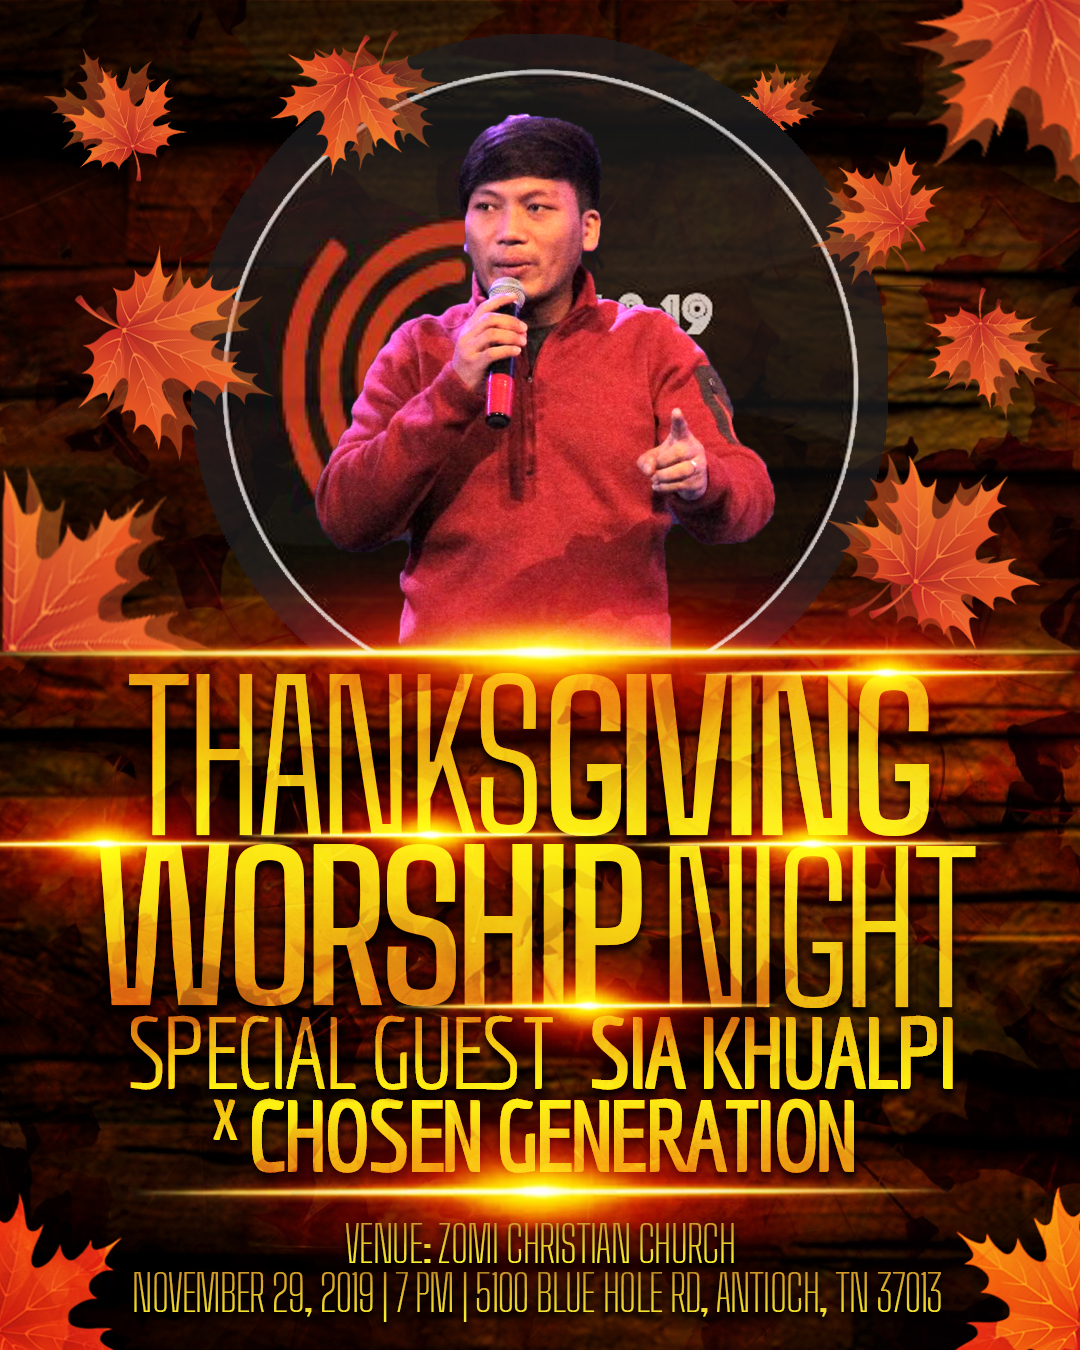 THANKSGIVING
WORSHIP NIGHT
SPECIAL GUEST SIA KHUALPI
X CHOSEN GENERATION
VENUE: ZOMI CHRISTIAN CHURCH
NOVEMBER 29, 2019 | 7 PM | 5100 BLUE HOLE RD, ANTIOCH, TN 37013